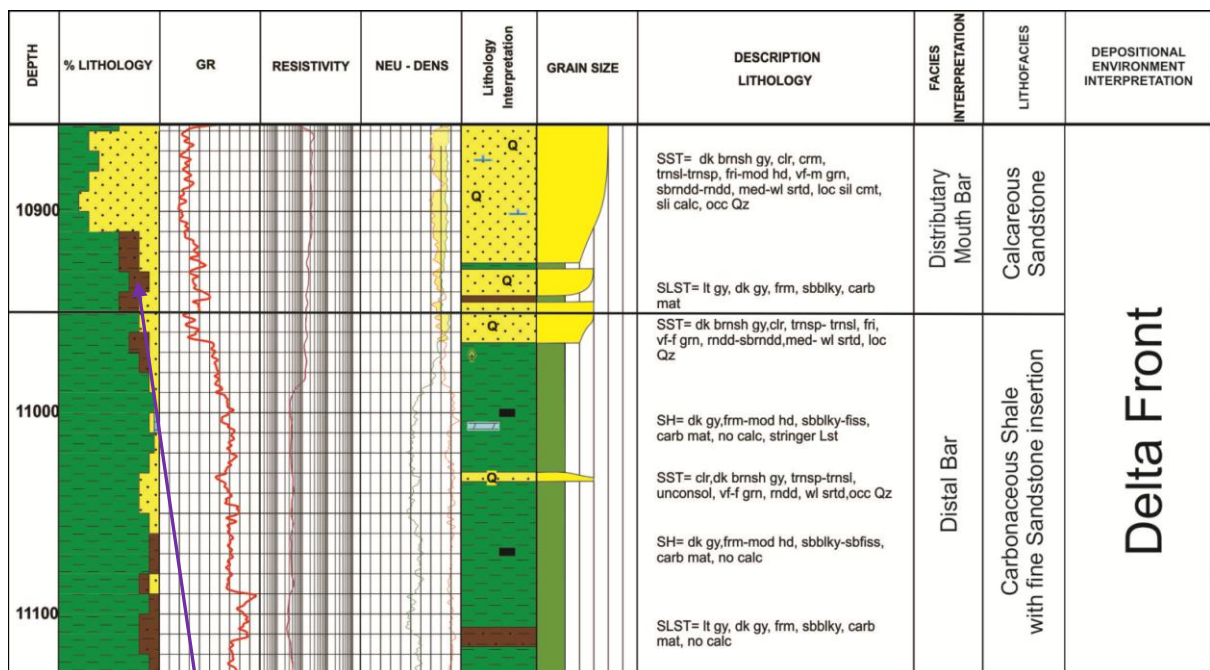 DEPTH
% LITHOLOGY
GR
RESISTIVITY
NEU - DENS
Lithology
Interpretation
GRAIN SIZE
DESCRIPTION
LITHOLOGY
FACIES
INTERPRETATION
LITHOFACIES
DEPOSITIONAL
ENVIRONMENT
INTERPRETATION
10900
11000
11100
Q
Q
Q
Q
Q
SST= dk brnsh gy, clr, crm,
trnsl-trnsp, fri-mod hd, vf-m grn,
sbrndd-rndd, med-wl srtd, loc sil cmt,
sli calc, occ Qz
SLST= lt gy, dk gy, frm, sbblky, carb
mat
SST= dk brnsh gy,clr, trnsp- trnsl, fri,
vf-f grn, rndd-sbrndd,med- wl srtd, loc
Qz
SH= dk gy,frm-mod hd, sbblky-fiss,
carb mat, no calc, stringer Lst
SST= clr,dk brnsh gy, trnsp-trnsl,
unconsol, vf-f grn, rndd, wl srtd,occ Qz
SH= dk gy,frm-mod hd, sbblky-sbfiss,
carb mat, no calc
SLST= lt gy, dk gy, frm, sbblky, carb
mat, no calc
Distributary
Mouth Bar
Distal Bar
Calcareous
Sandstone
Carbonaceous Shale
with fine Sandstone insertion
Delta Front